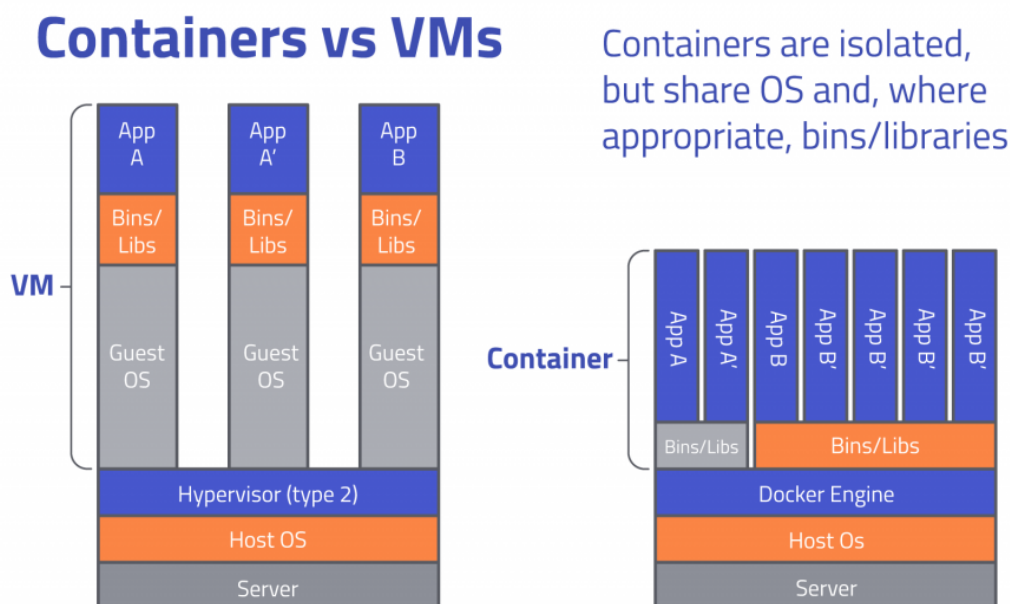 Containers vs VMs
Containers are isolated,
but share OS and, where
appropriate, bins/libraries
VM
App
A
Bins/
Libs
Guest
OS
App
A’
Bins/
Libs
Guest
OS
App
B
Bins/
Libs
Guest
OS
Hypervisor (type 2)
Host OS
Server
Container
App A
App A’
App B
App B’
App B’
App B’
App B’
Bins/Libs
Bins/Libs
Docker Engine
Host Os
Server